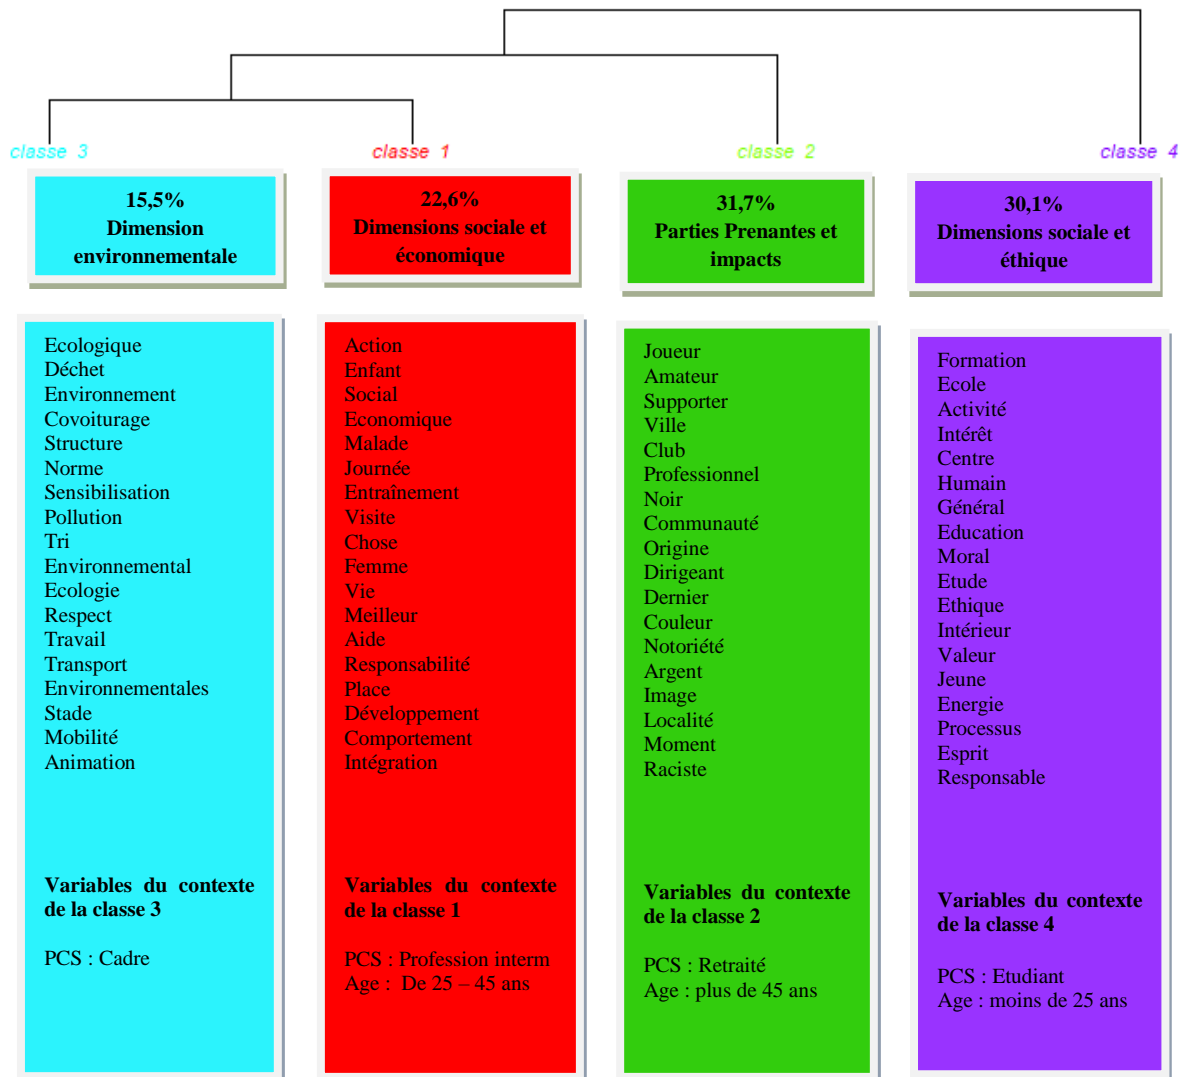 classe 3
classe 1
classe 2
classe 4
15,5%
Dimension
environnementale
22,6%
Dimensions sociale et
économique
31,7%
Parties Prenantes et
impacts
30,1%
Dimensions sociale et
éthique
Ecologique
Déchet
Environnement
Covoiturage
Structure
Norme
Sensibilisation
Pollution
Tri
Environnemental
Ecologie
Respect
Travail
Transport
Environnementales
Stade
Mobilité
Animation
Variables du contexte
de la classe 3
PCS : Cadre
Action
Enfant
Social
Economique
Malade
Journée
Entraînement
Visite
Chose
Femme
Vie
Meilleur
Aide
Responsabilité
Place
Développement
Comportement
Intégration
Variables du contexte
de la classe 1
PCS : Profession interm
Age : De 25 – 45 ans
Joueur
Amateur
Supporter
Ville
Club
Professionnel
Noir
Communauté
Origine
Dirigeant
Dernier
Couleur
Notoriété
Argent
Image
Localité
Moment
Raciste
Variables du contexte
de la classe 2
PCS : Retraité
Age : plus de 45 ans
Formation
Ecole
Activité
Intérêt
Centre
Humain
Général
Education
Moral
Etude
Ethique
Intérieur
Valeur
Jeune
Energie
Processus
Esprit
Responsable
Variables du contexte
de la classe 4
PCS : Etudiant
Age : moins de 25 ans